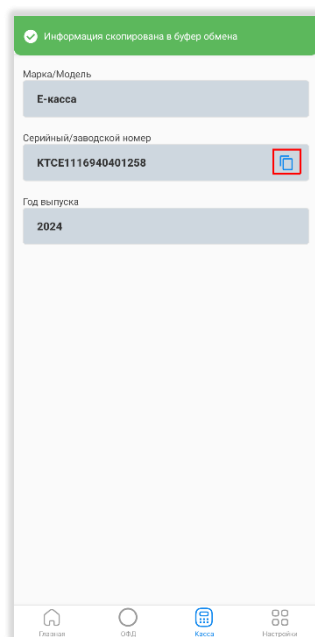 Информация скопирована в буфер обмена
Марка/Модель
Е-касса
Серийный/заводской номер
KTCE1116940401258
Год выпуска
2024
Главная ОФД Касса Настройки